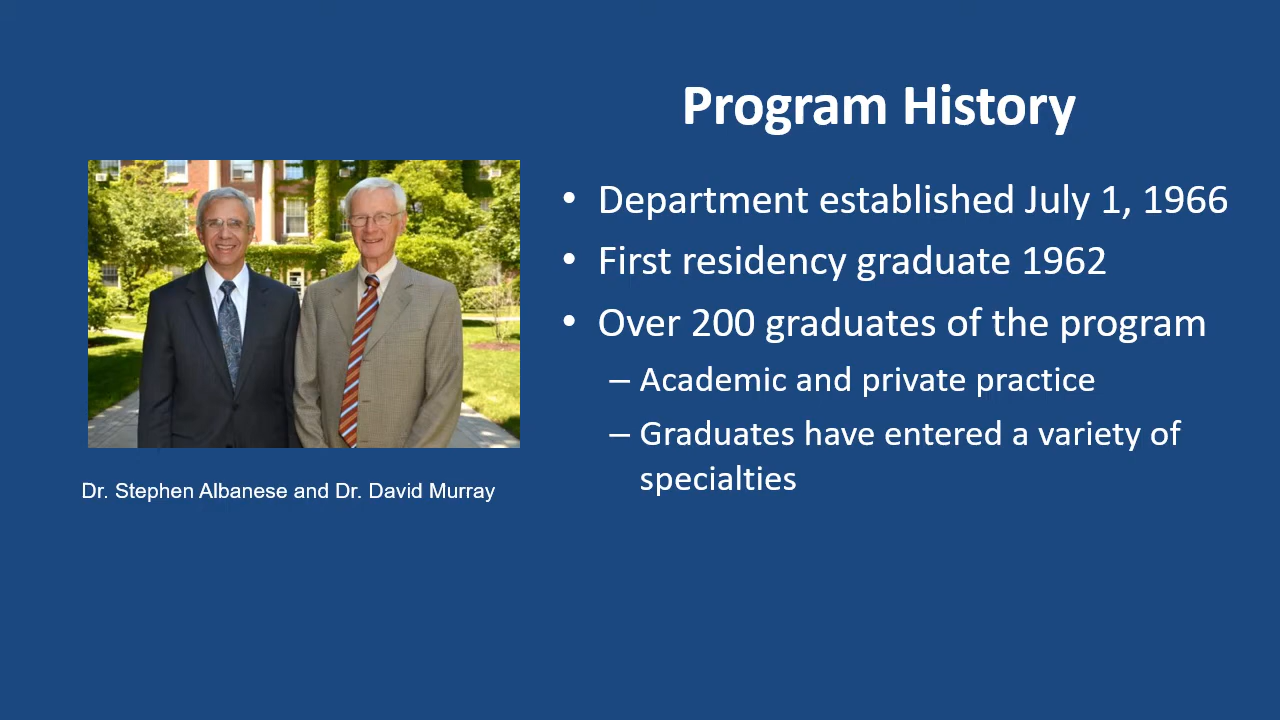 Program History
• Department established July 1, 1966
• First residency graduate 1962
• Over 200 graduates of the program
– Academic and private practice
– Graduates have entered a variety of
specialties
Dr. Stephen Albanese and Dr. David Murray